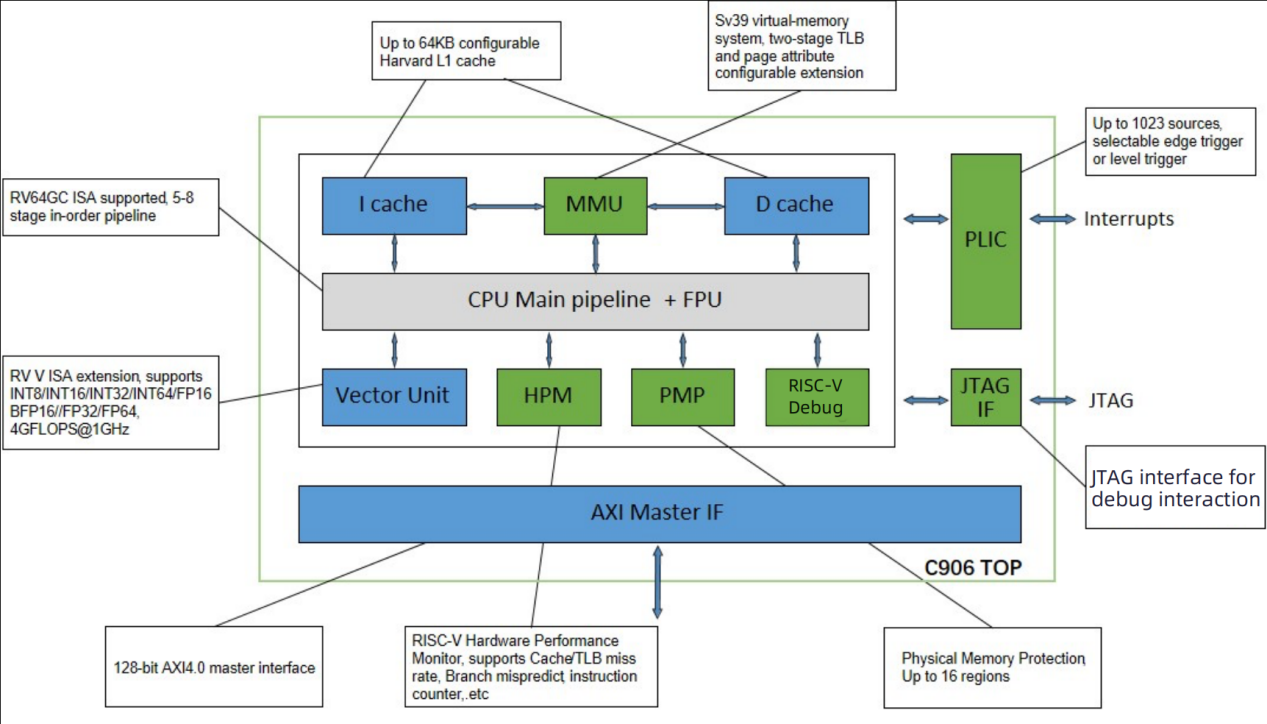 Up to 64KB configurable
Harvard L1 cache
Sv39 virtual-memory
system, two-stage TLB
and page attribute
configurable extension
Up to 1023 sources,
selectable edge trigger
or level trigger
RV64GC ISA supported, 5-8
stage in-order pipeline
I cache
MMU
D cache
PLIC
Interrupts
CPU Main pipeline + FPU
RV V ISA extension, supports
INT8/INT16/INT32/INT64/FP16
BFP16//FP32/FP64,
4GFLOPS@1GHz
Vector Unit
HPM
PMP
RISC-V
Debug
JTAG
IF
JTAG
JTAG interface for
debug interaction
AXI Master IF
C906 TOP
128-bit AXI4.0 master interface
RISC-V Hardware Performance
Monitor, supports Cache/TLB miss
rate, Branch mispredict, instruction
counter,.etc
Physical Memory Protection,
Up to 16 regions